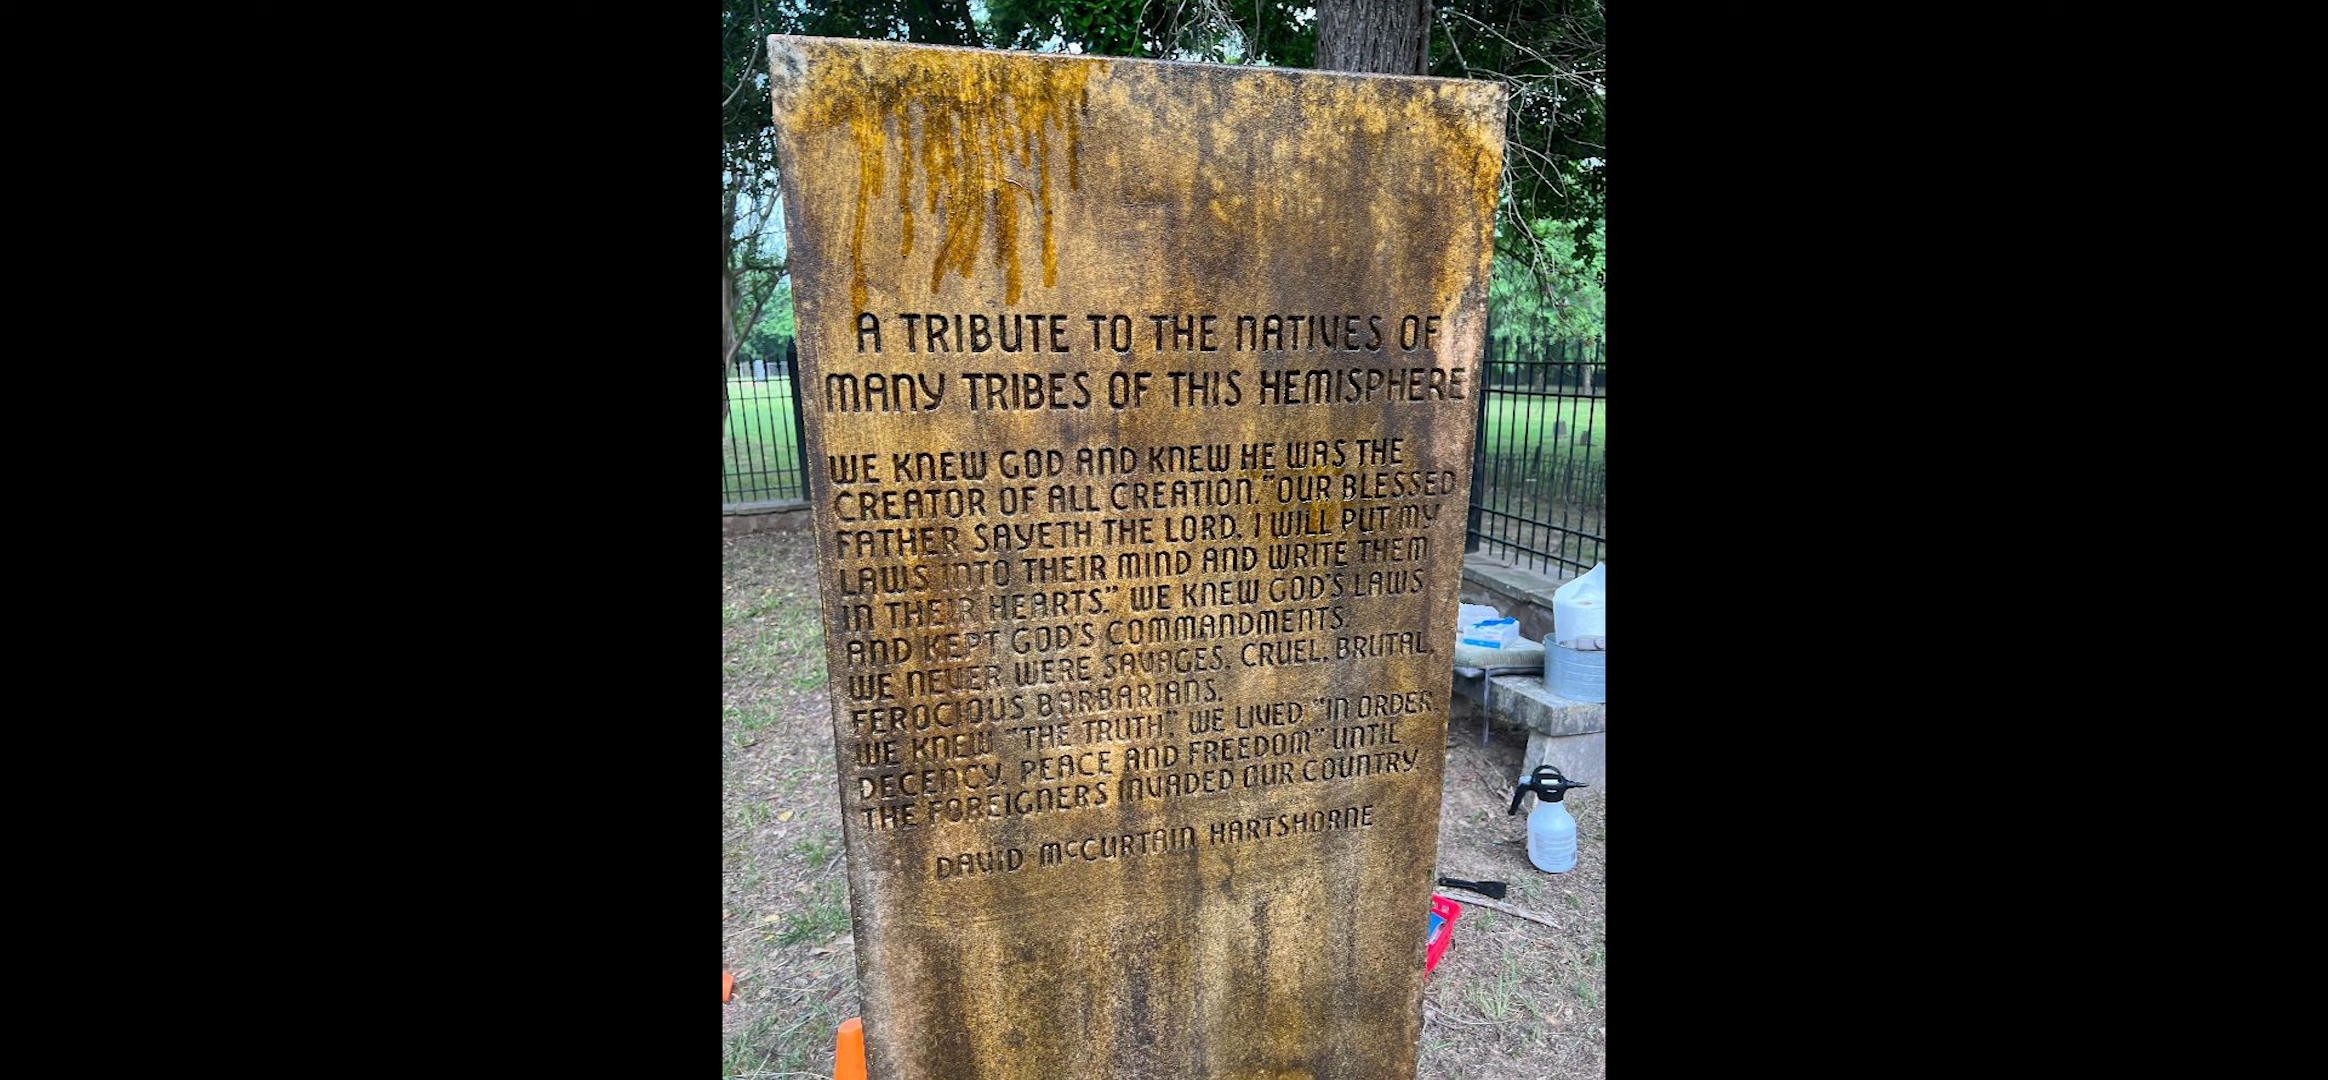 A TRIBUTE TO THE NATIVES OF
MANY TRIBES OF THIS HEMISPHERE
WE KNEW GOD AND KNEW HE WAS THE
CREATOR OF ALL CREATION. "OUR BLESSED
FATHER SAYETH THE LORD, I WILL PUT MY
LAWS INTO THEIR MIND AND WRITE THEM
IN THEIR HEARTS." WE KNEW GOD'S LAWS
AND KEPT GOD'S COMMANDMENTS.
WE NEVER WERE SAVAGES, CRUEL, BRUTAL,
FEROCIOUS BARBARIANS.
WE KNEW "THE TRUTH." WE LIVED "IN ORDER,
DECENCY, PEACE AND FREEDOM" UNTIL
THE FOREIGNERS INVADED OUR COUNTRY.
DAVID McCURTAIN HARTSHORNE